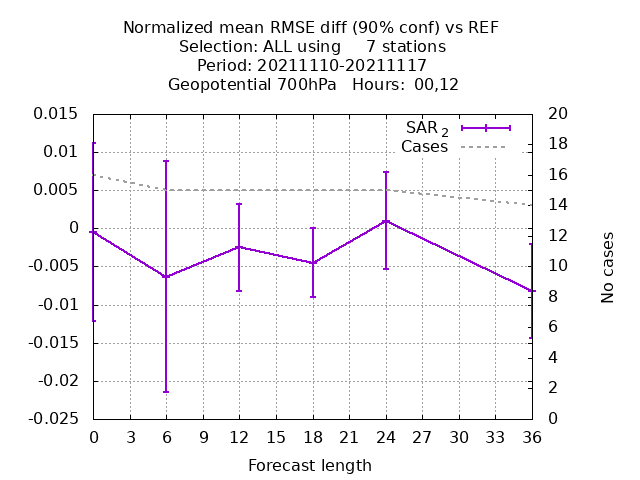 Normalized mean RMSE diff (90% conf) vs REF
Selection: ALL using     7 stations
Period: 20211110-20211117
Geopotential 700hPa   Hours:  00,12
0.015
0.01
0.005
0
-0.005
-0.01
-0.015
-0.02
-0.025
SAR 2
Cases
20
18
16
14
12
10
8
6
4
2
0
No cases
0 3 6 9 12 15 18 21 24 27 30 33 36
Forecast length